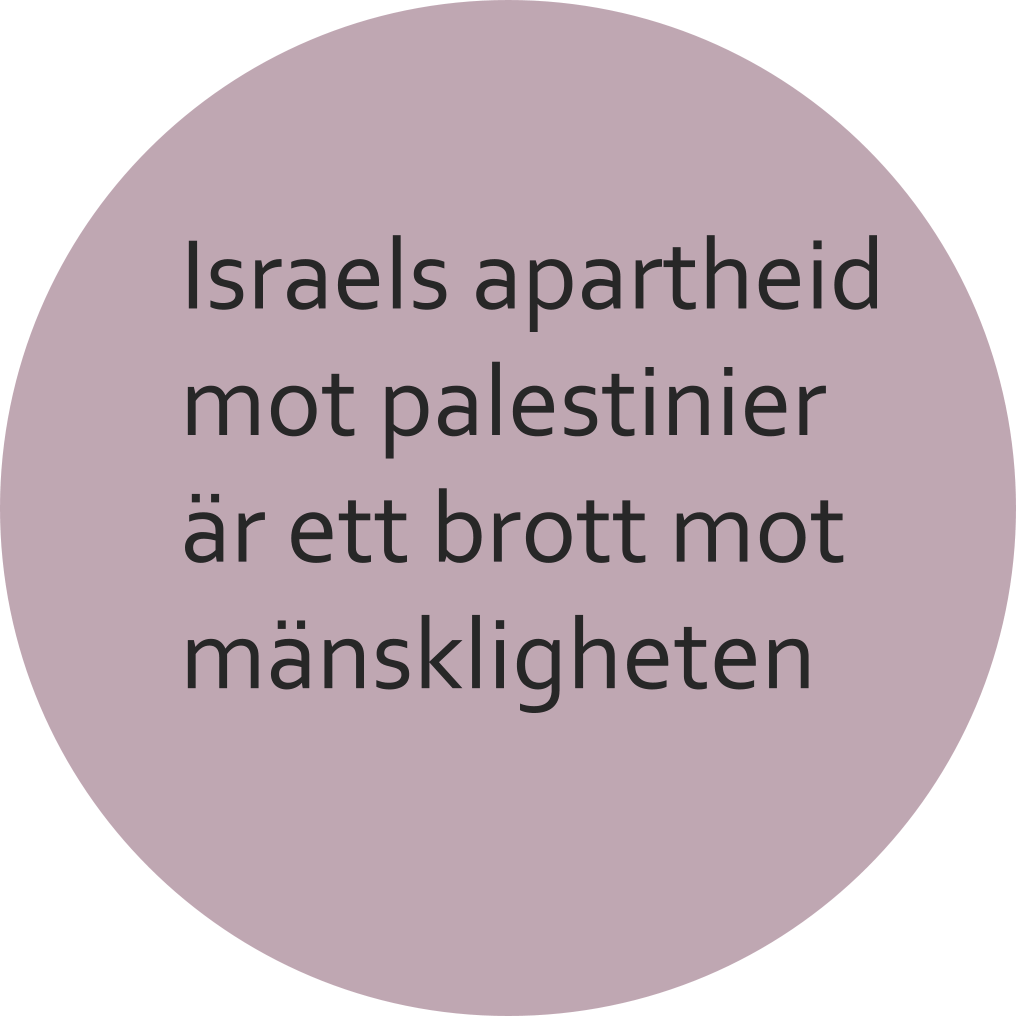 Israels apartheid
mot palestinier
är ett brott mot
mänskligheten